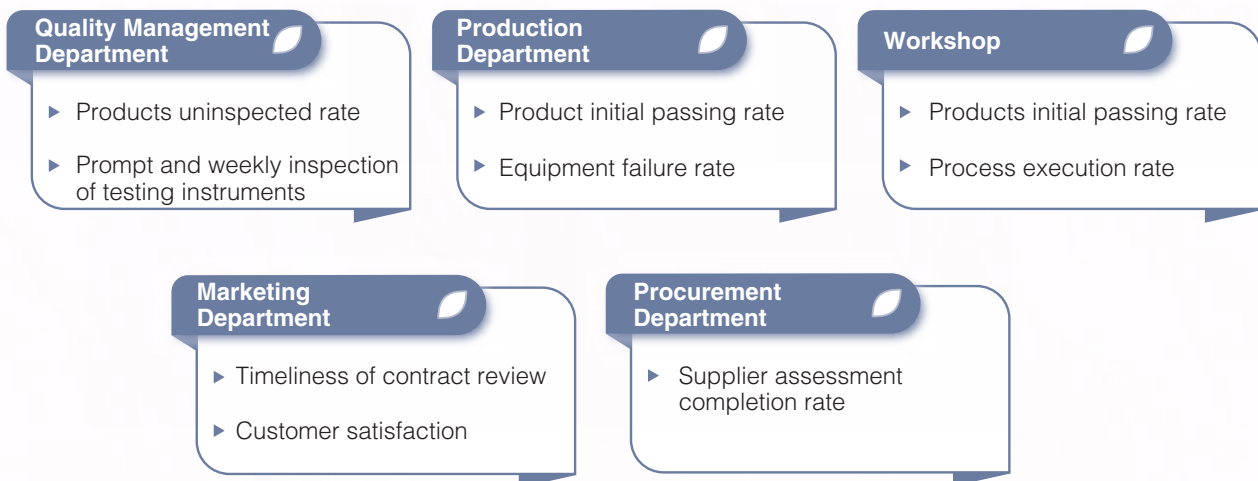 Quality Management
Department
Products uninspected rate
Prompt and weekly inspection
of testing instruments
Production
Department
Product initial passing rate
Equipment failure rate
Workshop
Products initial passing rate
Process execution rate
Marketing
Department
Timeliness of contract review
Customer satisfaction
Procurement
Department
Supplier assessment
completion rate